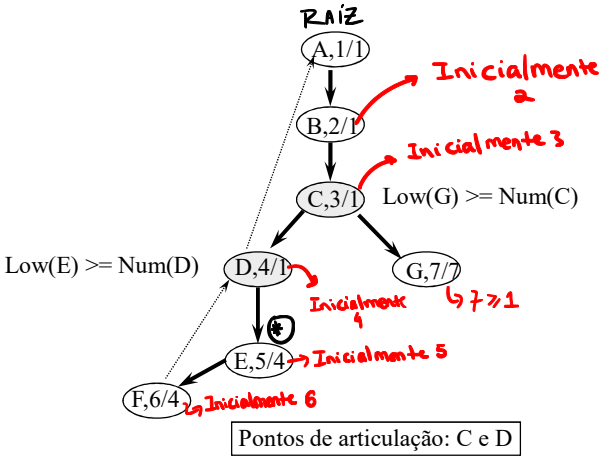 RAÍZ
A,1/1
Inicialmente
2
B,2/1
Inicialmente 3
C,3/1
Low(G) >= Num(C)
Low(E) >= Num(D)
D,4/1
G,7/7
Inicialmente
4
7 ≥ 1
*
E,5/4
Inicialmente 5
F,6/4
Inicialmente 6
Pontos de articulação: C e D